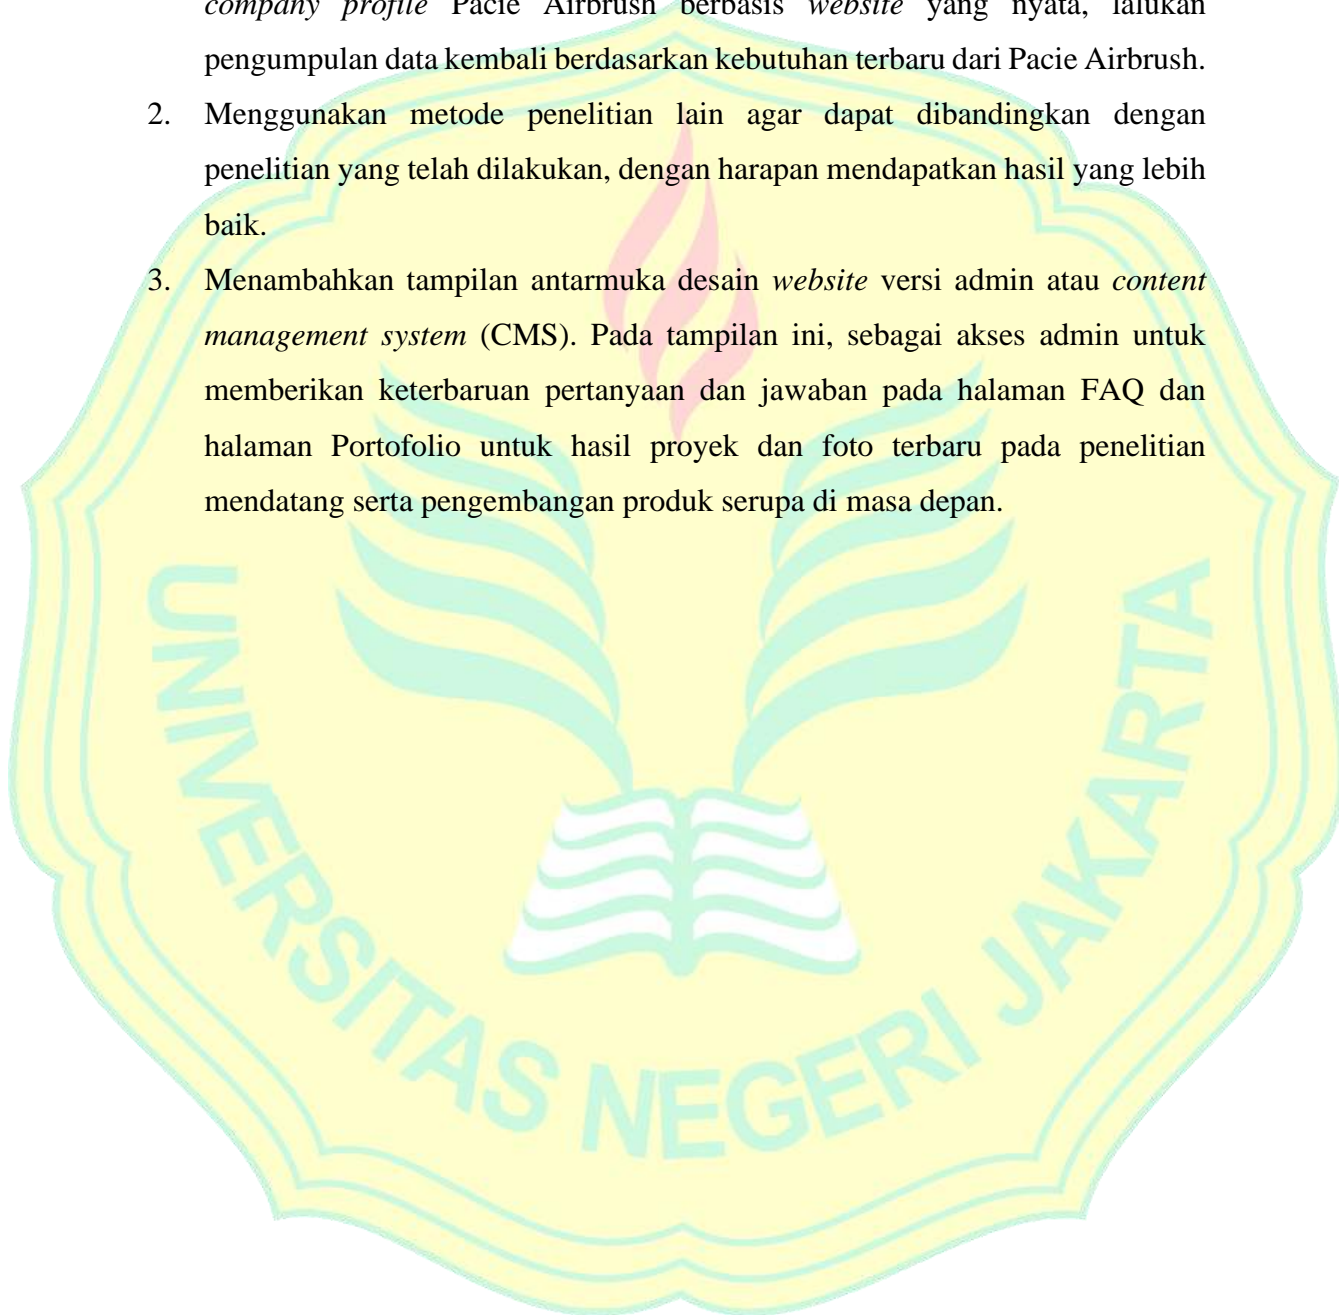 company profile Pacie Airbrush berbasis website yang nyata, lalukan
pengumpulan data kembali berdasarkan kebutuhan terbaru dari Pacie Airbrush.
2. Menggunakan metode penelitian lain agar dapat dibandingkan dengan
penelitian yang telah dilakukan, dengan harapan mendapatkan hasil yang lebih
baik.
3. Menambahkan tampilan antarmuka desain website versi admin atau content
management system (CMS). Pada tampilan ini, sebagai akses admin untuk
memberikan keterbaruan pertanyaan dan jawaban pada halaman FAQ dan
halaman Portofolio untuk hasil proyek dan foto terbaru pada penelitian
mendatang serta pengembangan produk serupa di masa depan.
UNIVERSITAS NEGERI JAKARTA